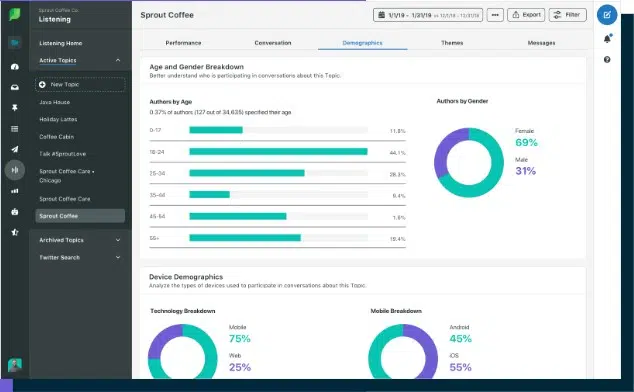 Sprout Coffee Co.
Listening
Listening Home
Active Topics
New Topic
Java House
Holiday Lattes
Coffee Cabin
Talk #SproutLove
Sprout Coffee Care •
Chicago
Sprout Coffee Care
Sprout Coffee
Archived Topics
Twitter Search
Sprout Coffee
1/1/19 - 1/31/19 vs 12/1/18 - 12/31/18
Export
Filter
Performance
Conversation
Demographics
Themes
Messages
Age and Gender Breakdown
Better understand who is participating in conversations about this Topic.
Authors by Age
0.37% of authors (127 out of 34,635) specified their age
0-17
11.8%
18-24
44.1%
25-34
28.3%
35-44
9.4%
45-54
1.6%
55+
18.4%
Authors by Gender
Female
69%
Male
31%
Device Demographics
Analyze the types of devices used to participate in conversations about this Topic.
Technology Breakdown
Mobile
75%
Web
25%
Mobile Breakdown
Android
45%
iOS
55%